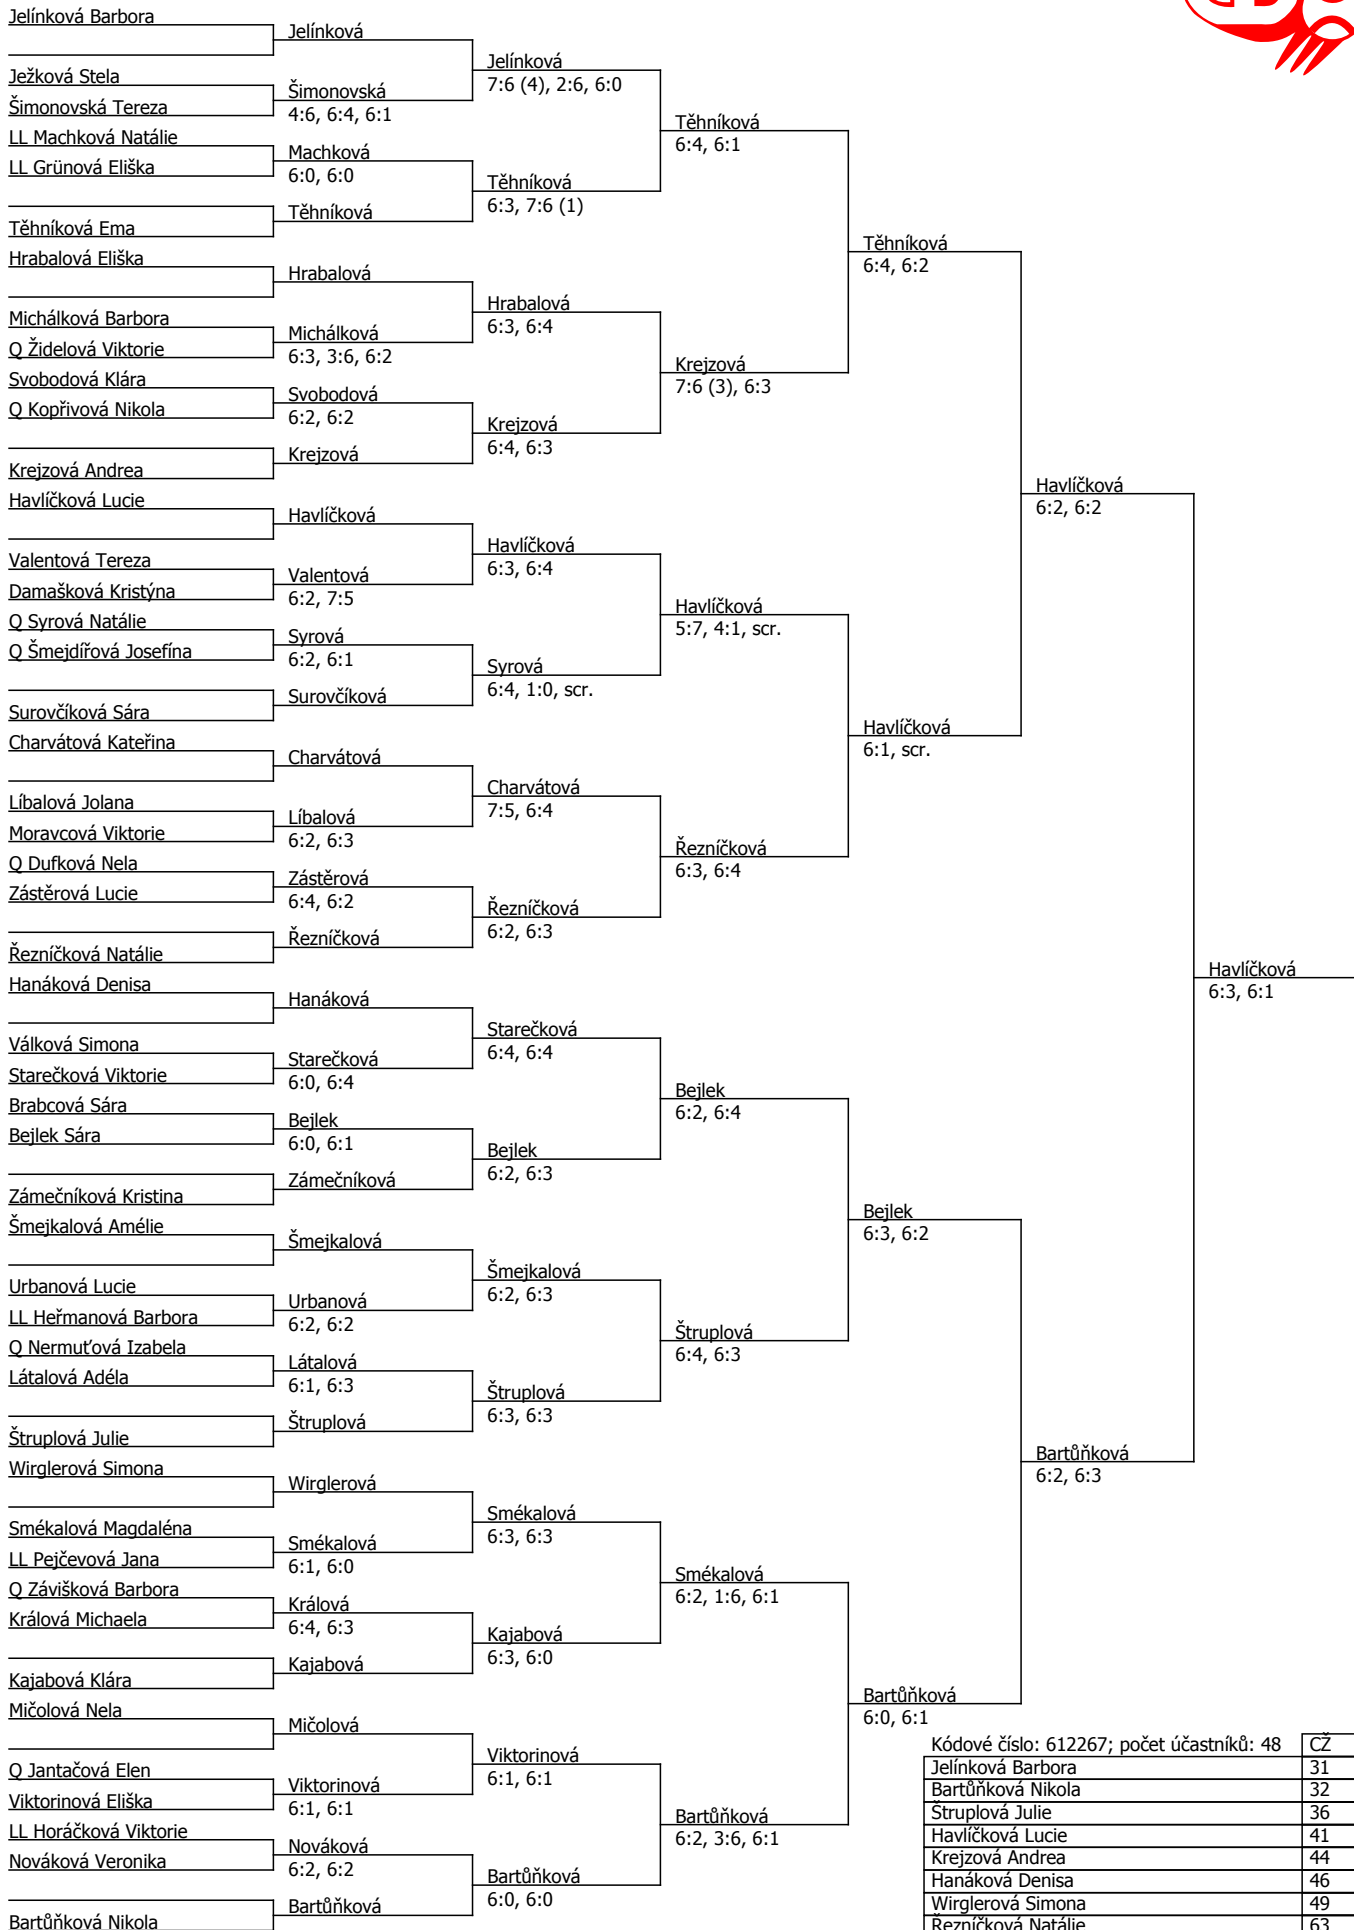 Jelínková Barbora
Jelínková
Jelínková
7:6 (4), 2:6, 6:0
Ježková Stela
Šimonovská
4:6, 6:4, 6:1
Šimonovská Tereza
Těhníková
6:4, 6:1
LL Machková Natálie
Machková
6:0, 6:0
LL Grünová Eliška
Těhníková
6:3, 7:6 (1)
Těhníková
Těhníková Ema
Těhníková
6:4, 6:2
Hrabalová Eliška
Hrabalová
Hrabalová
6:3, 6:4
Michálková Barbora
Michálková
6:3, 3:6, 6:2
Q Židelová Viktorie
Krejzová
7:6 (3), 6:3
Svobodová Klára
Svobodová
6:2, 6:2
Q Kopřivová Nikola
Krejzová
6:4, 6:3
Krejzová
Krejzová Andrea
Havlíčková
6:2, 6:2
Havlíčková Lucie
Havlíčková
Havlíčková
6:3, 6:4
Valentová Tereza
Valentová
6:2, 7:5
Damašková Kristýna
Havlíčková
5:7, 4:1, scr.
Q Syrová Natálie
Syrová
6:2, 6:1
Q Šmejdířová Josefína
Syrová
6:4, 1:0, scr.
Surovčíková
Surovčíková Sára
Havlíčková
6:1, scr.
Charvátová Kateřina
Charvátová
Charvátová
7:5, 6:4
Líbalová Jolana
Líbalová
6:2, 6:3
Moravcová Viktorie
Řezníčková
6:3, 6:4
Q Dufková Nela
Zástěrová
6:4, 6:2
Zástěrová Lucie
Řezníčková
6:2, 6:3
Řezníčková
Řezníčková Natálie
Havlíčková
6:3, 6:1
Hanáková Denisa
Hanáková
Starečková
6:4, 6:4
Válková Simona
Starečková
6:0, 6:4
Starečková Viktorie
Bejlek
6:2, 6:4
Brabcová Sára
Bejlek
6:0, 6:1
Bejlek Sára
Bejlek
6:2, 6:3
Zámečníková
Zámečníková Kristina
Bejlek
6:3, 6:2
Šmejkalová Amélie
Šmejkalová
Šmejkalová
6:2, 6:3
Urbanová Lucie
Urbanová
6:2, 6:2
LL Heřmanová Barbora
Štruplová
6:4, 6:3
Q Nermuťová Izabela
Látalová
6:1, 6:3
Látalová Adéla
Štruplová
6:3, 6:3
Štruplová
Štruplová Julie
Bartůňková
6:2, 6:3
Wirglerová Simona
Wirglerová
Smékalová
6:3, 6:3
Smékalová Magdaléna
Smékalová
6:1, 6:0
LL Pejčevová Jana
Smékalová
6:2, 1:6, 6:1
Q Závišková Barbora
Králová
6:4, 6:3
Králová Michaela
Kajabová
6:3, 6:0
Kajabová
Kajabová Klára
Bartůňková
6:0, 6:1
Mičolová Nela
Mičolová
Viktorinová
6:1, 6:1
Q Jantačová Elen
Viktorinová
6:1, 6:1
Viktorinová Eliška
Bartůňková
6:2, 3:6, 6:1
LL Horáčková Viktorie
Nováková
6:2, 6:2
Nováková Veronika
Bartůňková
6:0, 6:0
Bartůňková
Bartůňková Nikola
Kódové číslo: 612267; počet účastníků: 48 CŽ
Jelínková Barbora 31
Bartůňková Nikola 32
Štruplová Julie 36
Havlíčková Lucie 41
Krejzová Andrea 44
Hanáková Denisa 46
Wirglerová Simona 49
Řezníčková Natálie 63